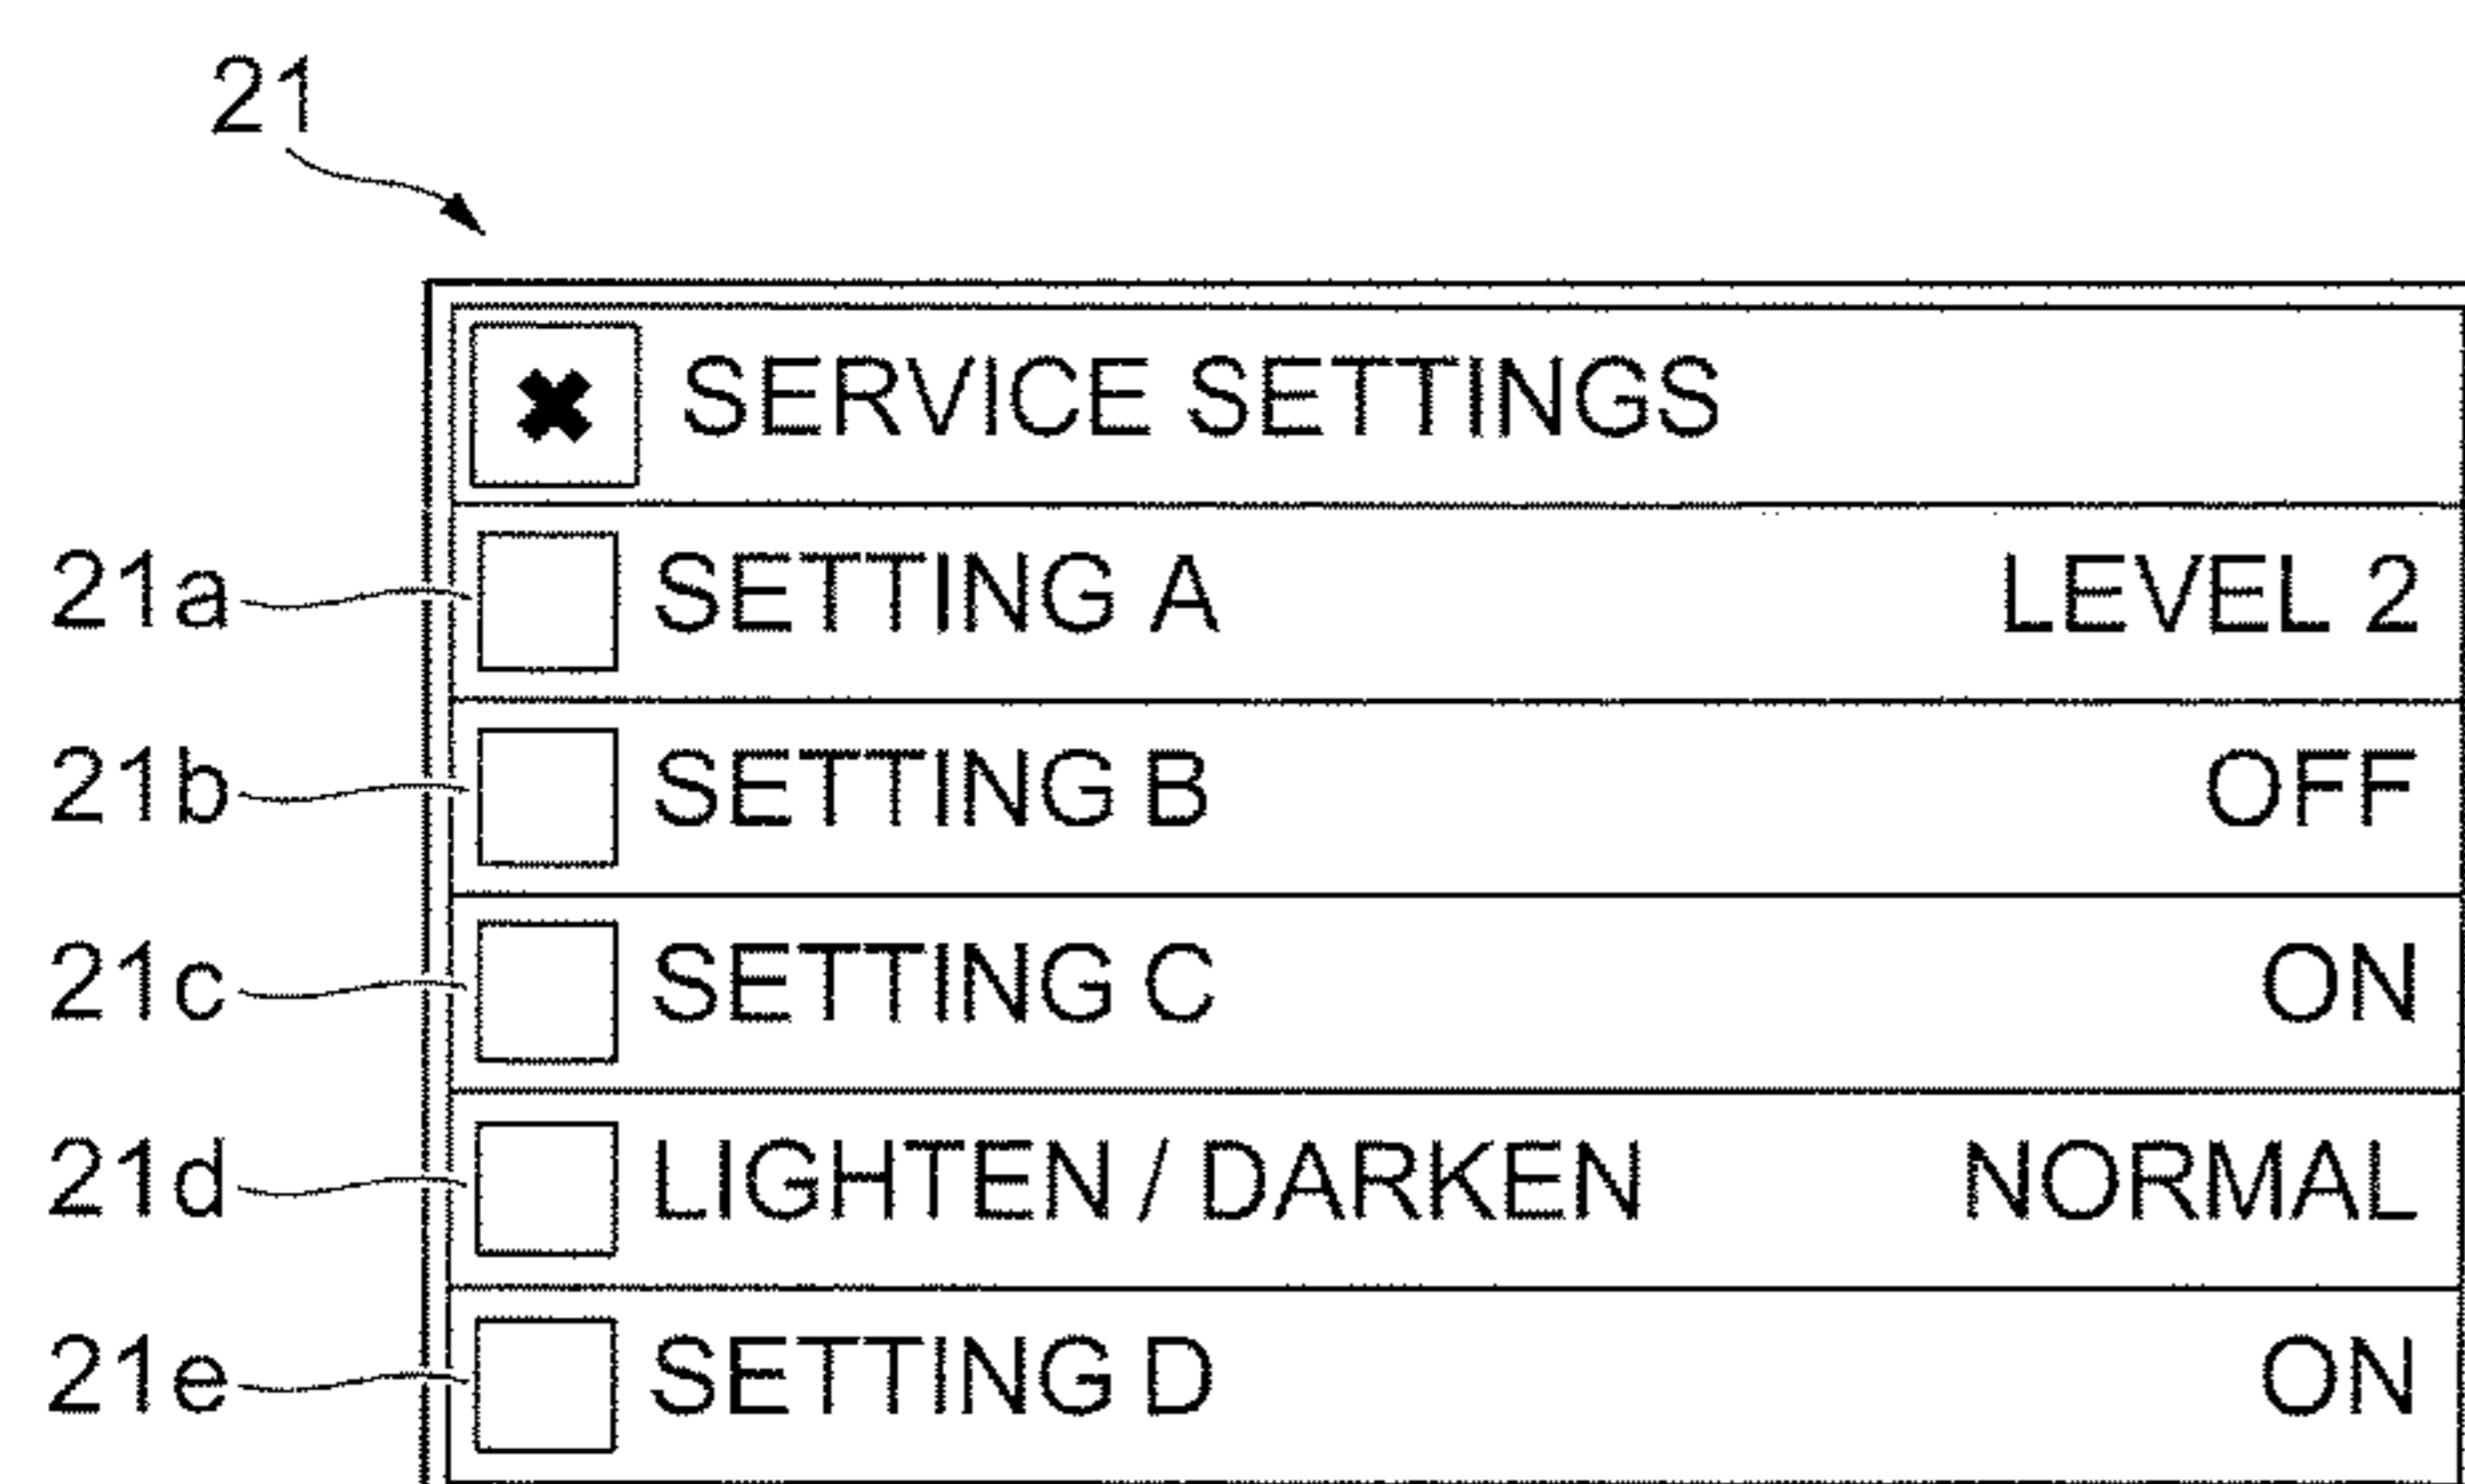 21
SERVICE SETTINGS
21a SETTING A LEVEL 2
21b SETTING B OFF
21c SETTING C ON
21d LIGHTEN / DARKEN NORMAL
21e SETTING D ON